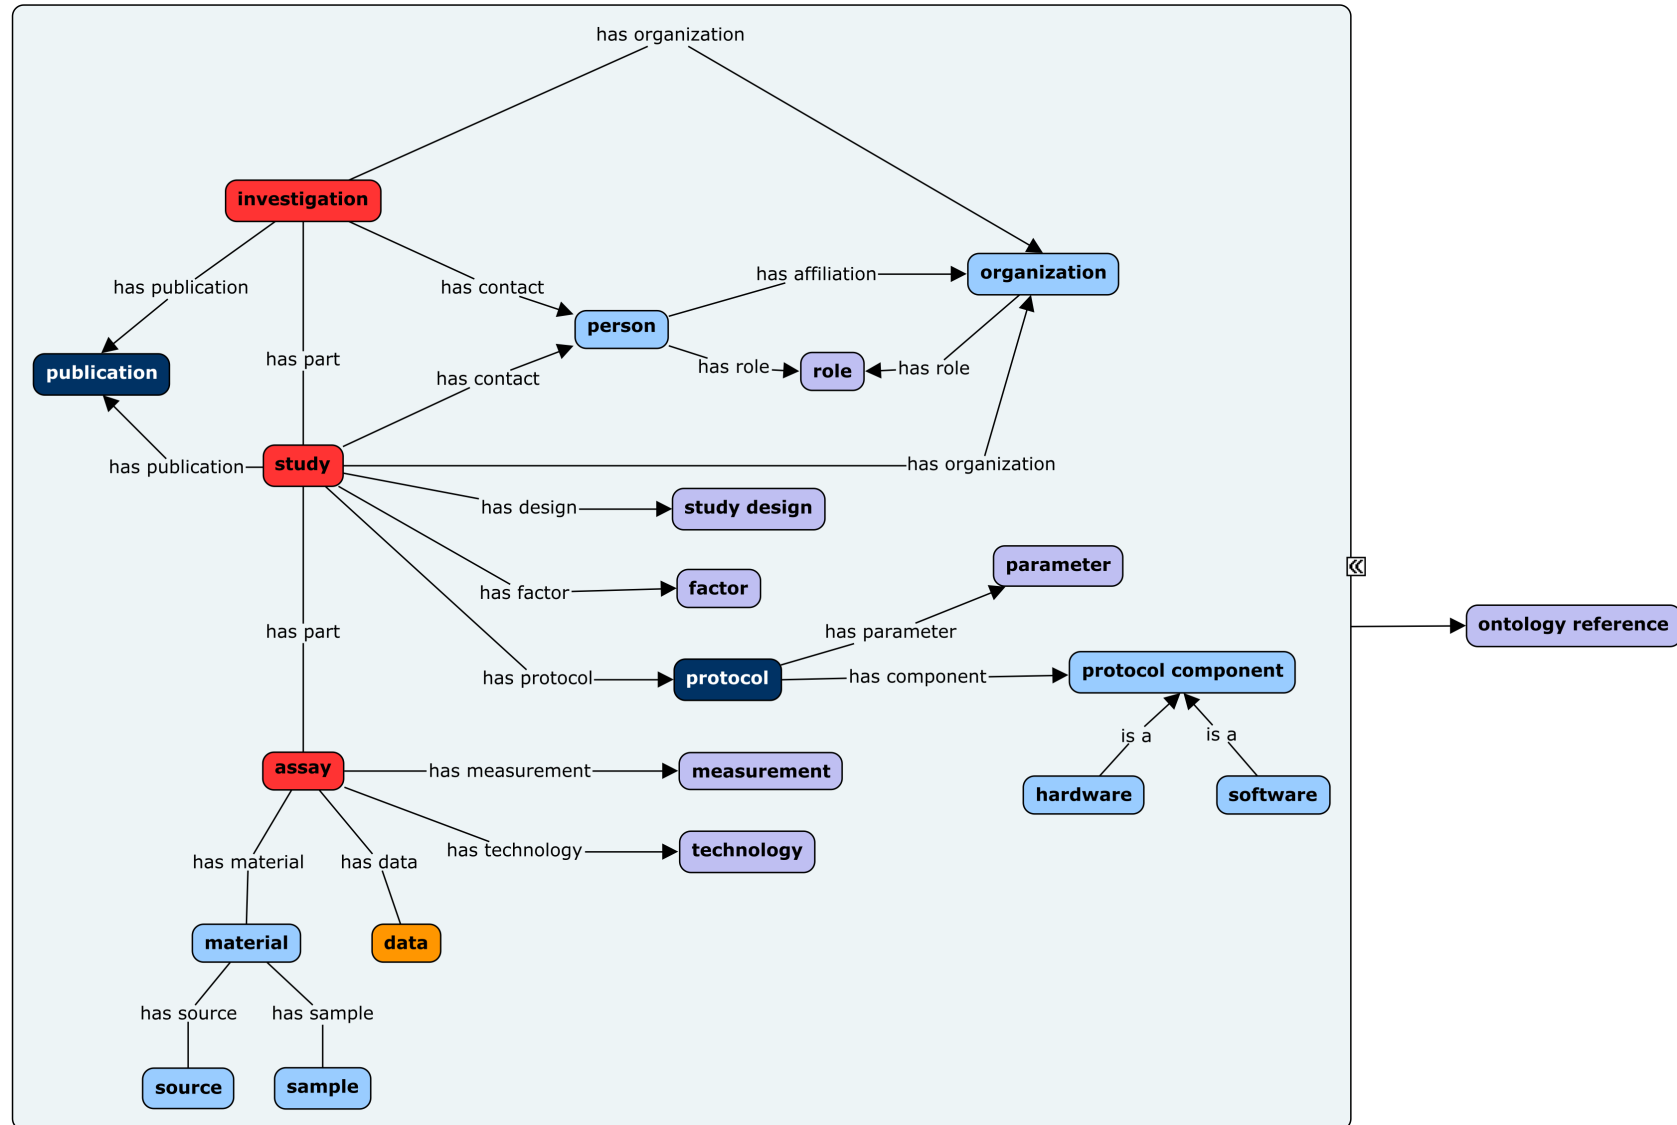 has organization
investigation
has publication
has contact
has affiliation
organization
person
has part
publication
has contact
has role
role
has role
has publication
study
has organization
has design
study design
has factor
factor
parameter
has part
has parameter
ontology reference
has protocol
protocol
has component
protocol component
is a
is a
assay
has measurement
measurement
hardware
software
has material
has data
has technology
technology
material
data
has source
has sample
source
sample